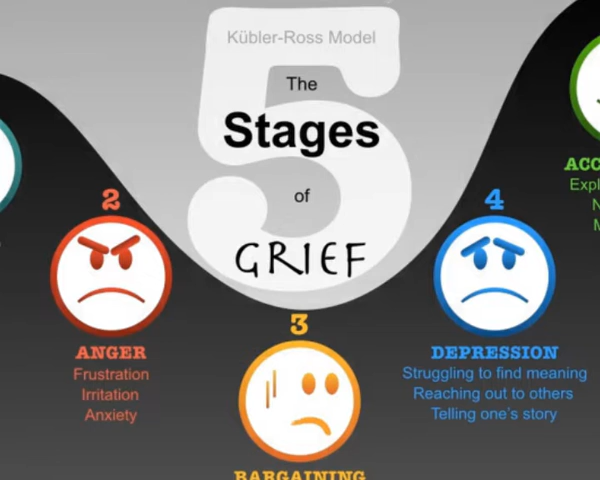 Kübler-Ross Model
5
The
Stages
of
GRIEF
2
ANGER
Frustration
Irritation
Anxiety
3
BARGAINING
4
DEPRESSION
Struggling to find meaning
Reaching out to others
Telling one's story